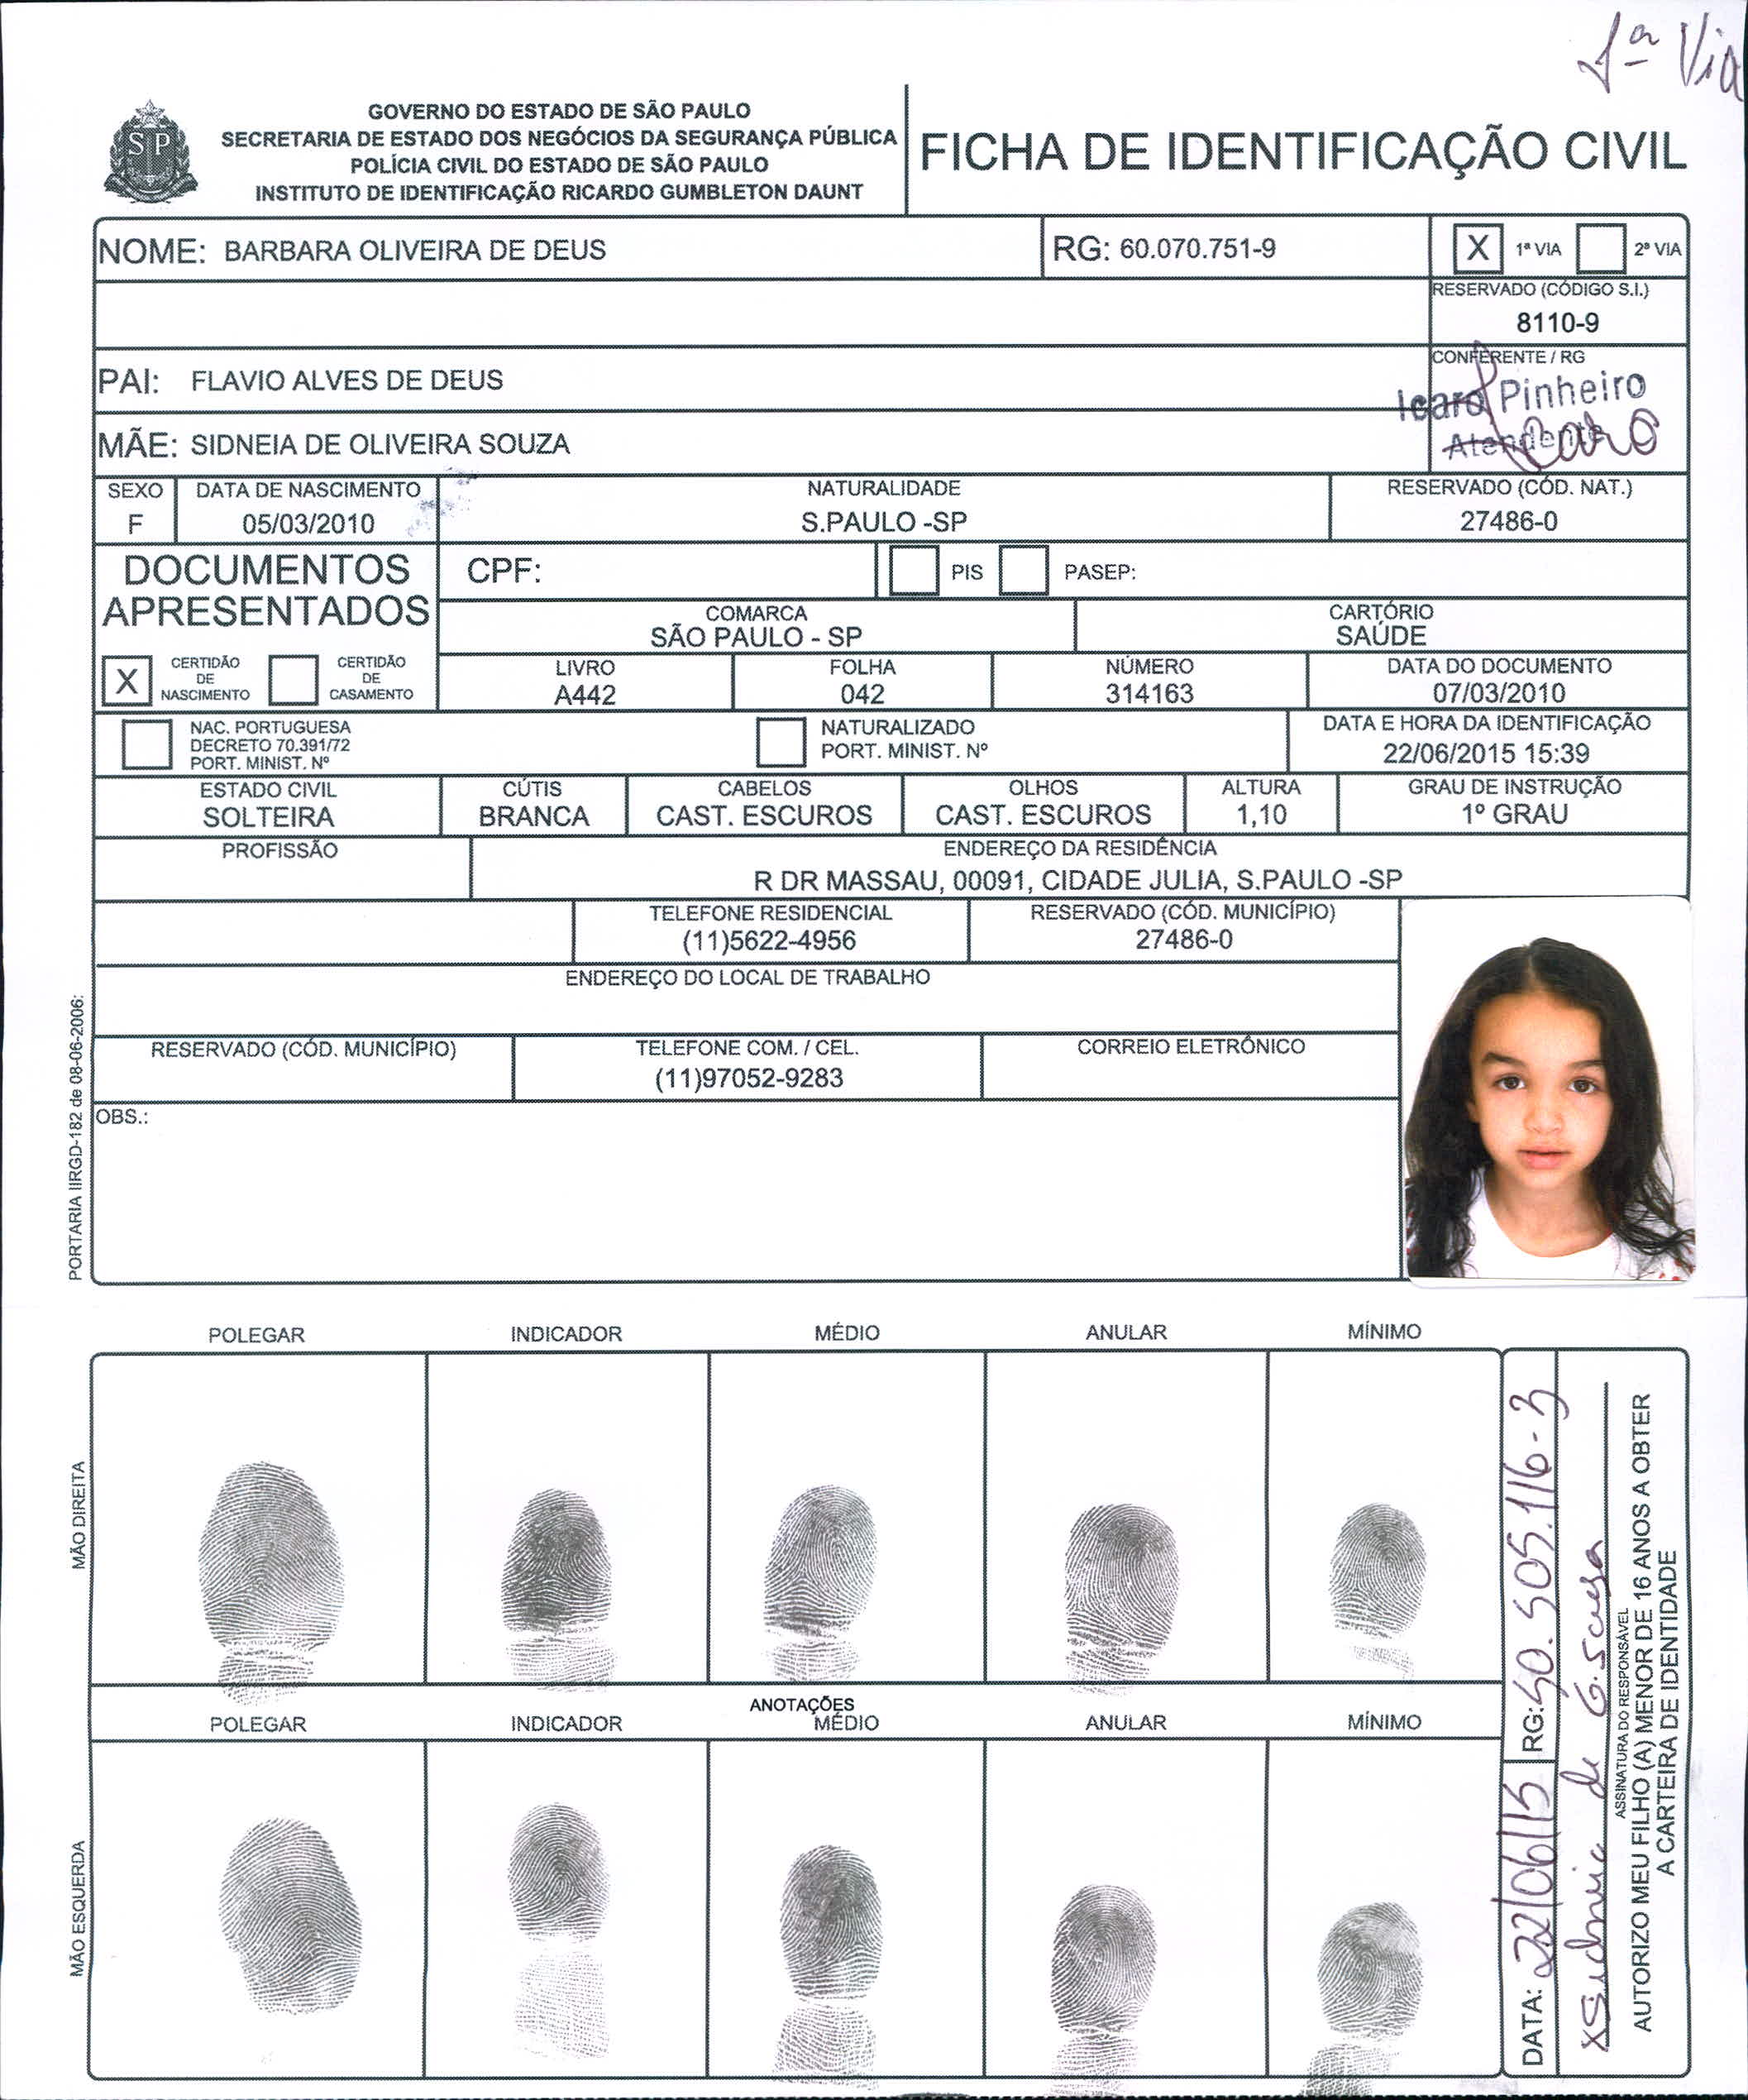 1ª Via
GOVERNO DO ESTADO DE SÃO PAULO
SECRETARIA DE ESTADO DOS NEGÓCIOS DA SEGURANÇA PÚBLICA
POLÍCIA CIVIL DO ESTADO DE SÃO PAULO
INSTITUTO DE IDENTIFICAÇÃO RICARDO GUMBLETON DAUNT
SP
FICHA DE IDENTIFICAÇÃO CIVIL
NOME: BARBARA OLIVEIRA DE DEUS
RG: 60.070.751-9
X 1ª VIA 2ª VIA
RESERVADO (CÓDIGO S.I.)
8110-9
PAI: FLAVIO ALVES DE DEUS
CONFERENTE / RG
Icaro Pinheiro
Atendente
MÃE: SIDNEIA DE OLIVEIRA SOUZA
SEXO
F
DATA DE NASCIMENTO
05/03/2010
NATURALIDADE
S.PAULO -SP
RESERVADO (CÓD. NAT.)
27486-0
DOCUMENTOS
APRESENTADOS
CPF:
PIS PASEP:
COMARCA
SÃO PAULO - SP
CARTÓRIO
SAÚDE
X CERTIDÃO
DE
NASCIMENTO
CERTIDÃO
DE
CASAMENTO
LIVRO
A442
FOLHA
042
NÚMERO
314163
DATA DO DOCUMENTO
07/03/2010
NAC. PORTUGUESA
DECRETO 70.391/72
PORT. MINIST. Nº
NATURALIZADO
PORT. MINIST. Nº
DATA E HORA DA IDENTIFICAÇÃO
22/06/2015 15:39
ESTADO CIVIL
SOLTEIRA
CÚTIS
BRANCA
CABELOS
CAST. ESCUROS
OLHOS
CAST. ESCUROS
ALTURA
1,10
GRAU DE INSTRUÇÃO
1º GRAU
PROFISSÃO
ENDEREÇO DA RESIDÊNCIA
R DR MASSAU, 00091, CIDADE JULIA, S.PAULO -SP
TELEFONE RESIDENCIAL
(11)5622-4956
RESERVADO (CÓD. MUNICÍPIO)
27486-0
ENDEREÇO DO LOCAL DE TRABALHO
RESERVADO (CÓD. MUNICÍPIO)
TELEFONE COM. / CEL.
(11)97052-9283
CORREIO ELETRÔNICO
OBS.:
PORTARIA IIRGD-182 de 08-06-2006:
POLEGAR INDICADOR MÉDIO ANULAR MÍNIMO
MÃO DIREITA
ANOTAÇÕES
POLEGAR INDICADOR MÉDIO ANULAR MÍNIMO
MÃO ESQUERDA
DATA: 22/06/15 RG: 50.505.116-3
x Sidneia de O. Souza
ASSINATURA DO RESPONSÁVEL
AUTORIZO MEU FILHO (A) MENOR DE 16 ANOS A OBTER
A CARTEIRA DE IDENTIDADE